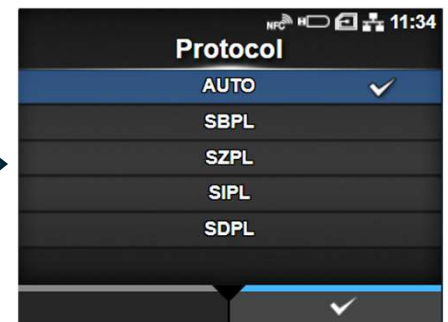 NFC H 11:34
Protocol
AUTO
SBPL
SZPL
SIPL
SDPL